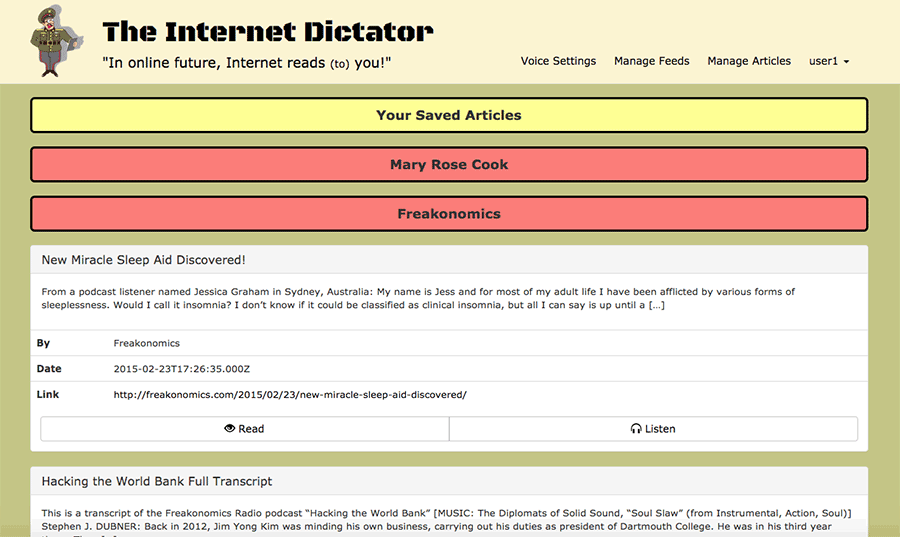 The Internet Dictator
"In online future, Internet reads (to) you!"
Voice Settings Manage Feeds Manage Articles user1
Your Saved Articles
Mary Rose Cook
Freakonomics
New Miracle Sleep Aid Discovered!
From a podcast listener named Jessica Graham in Sydney, Australia: My name is Jess and for most of my adult life I have been afflicted by various forms of
sleeplessness. Would I call it insomnia? I don’t know if it could be classified as clinical insomnia, but all I can say is up until a […]
By Freakonomics
Date 2015-02-23T17:26:35.000Z
Link http://freakonomics.com/2015/02/23/new-miracle-sleep-aid-discovered/
Read Listen
Hacking the World Bank Full Transcript
This is a transcript of the Freakonomics Radio podcast “Hacking the World Bank” [MUSIC: The Diplomats of Solid Sound, “Soul Slaw” (from Instrumental, Action, Soul)]
Stephen J. DUBNER: Back in 2012, Jim Yong Kim was minding his own business, carrying out his duties as president of Dartmouth College. He was in his third year